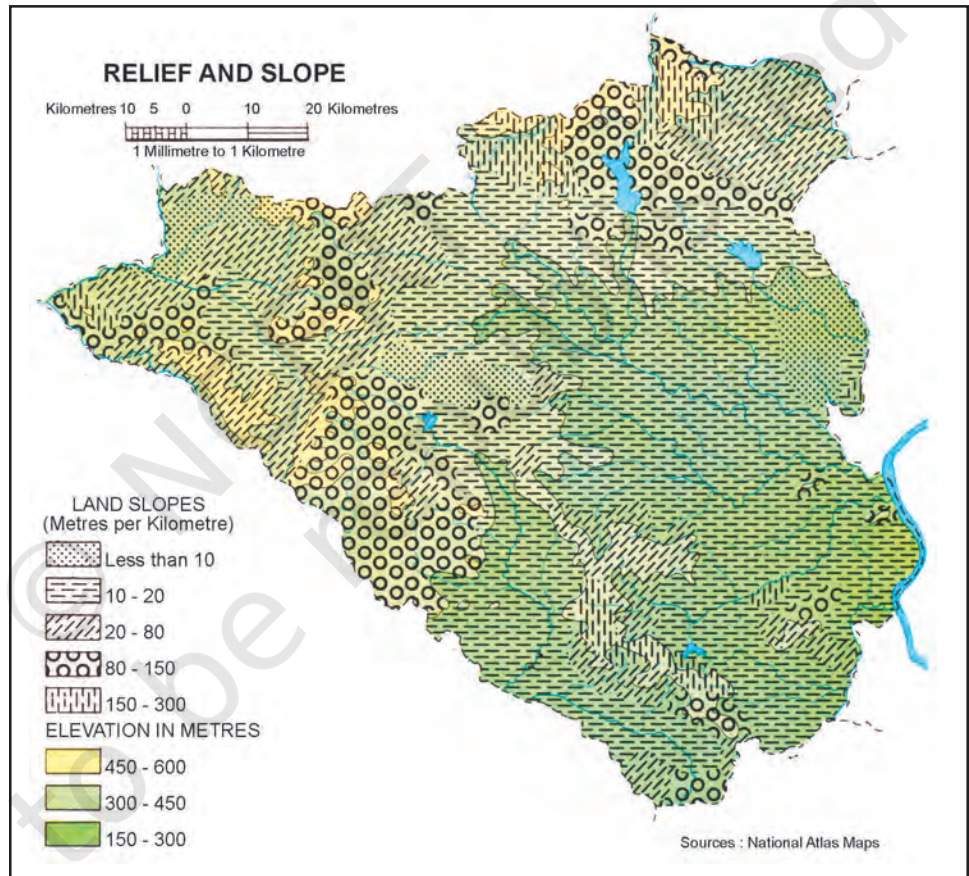 RELIEF AND SLOPE
Kilometres 10 5 0 10 20 Kilometres
1 Millimetre to 1 Kilometre
LAND SLOPES
(Metres per Kilometre)
Less than 10
10 - 20
20 - 80
80 - 150
150 - 300
ELEVATION IN METRES
450 - 600
300 - 450
150 - 300
Sources : National Atlas Maps
to be